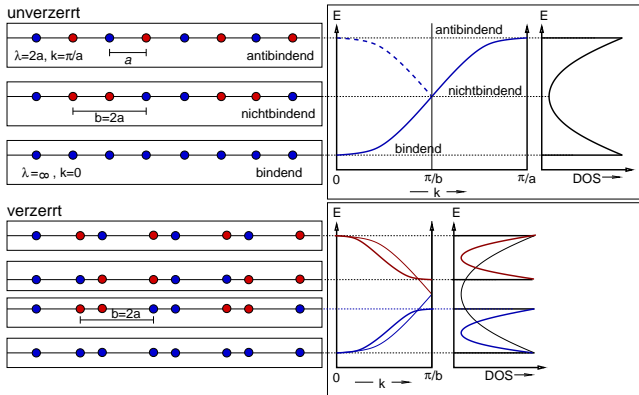 unverzerrt
λ=2a, k=π/a
a
antibindend
b=2a
nichtbindend
λ=∞ , k=0
bindend
E
E
antibindend
nichtbindend
bindend
0
π/b
π/a
k
DOS
verzerrt
b=2a
E
E
0
π/b
k
DOS